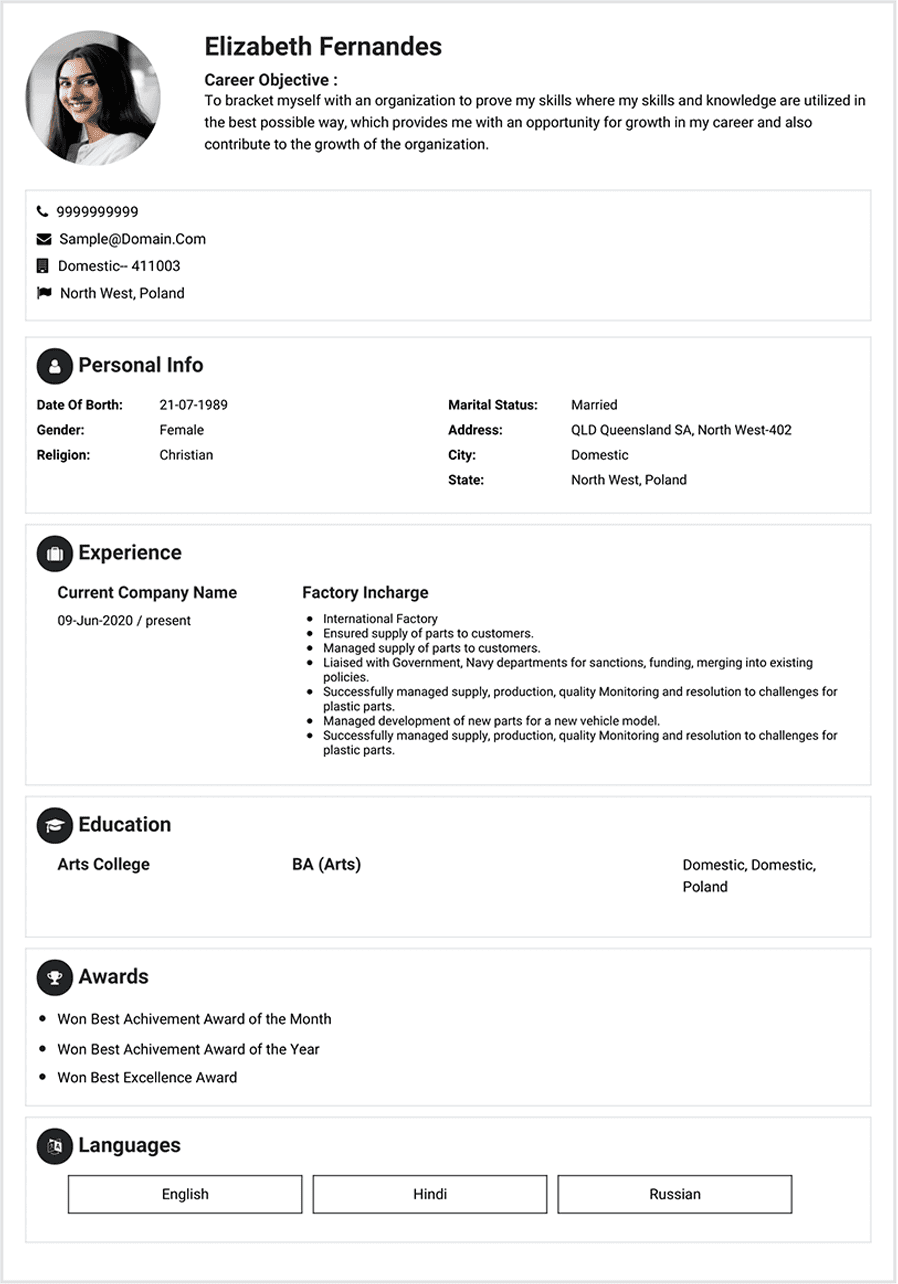 Elizabeth Fernandes
Career Objective :
To bracket myself with an organization to prove my skills where my skills and knowledge are utilized in
the best possible way, which provides me with an opportunity for growth in my career and also
contribute to the growth of the organization.
9999999999
Sample@Domain.Com
Domestic-- 411003
North West, Poland
Personal Info
Date Of Borth: 21-07-1989
Gender: Female
Religion: Christian
Marital Status: Married
Address: QLD Queensland SA, North West-402
City: Domestic
State: North West, Poland
Experience
Current Company Name
09-Jun-2020 / present
Factory Incharge
• International Factory
• Ensured supply of parts to customers.
• Managed supply of parts to customers.
• Liaised with Government, Navy departments for sanctions, funding, merging into existing
policies.
• Successfully managed supply, production, quality Monitoring and resolution to challenges for
plastic parts.
• Managed development of new parts for a new vehicle model.
• Successfully managed supply, production, quality Monitoring and resolution to challenges for
plastic parts.
Education
Arts College BA (Arts) Domestic, Domestic,
Poland
Awards
• Won Best Achivement Award of the Month
• Won Best Achivement Award of the Year
• Won Best Excellence Award
Languages
English Hindi Russian